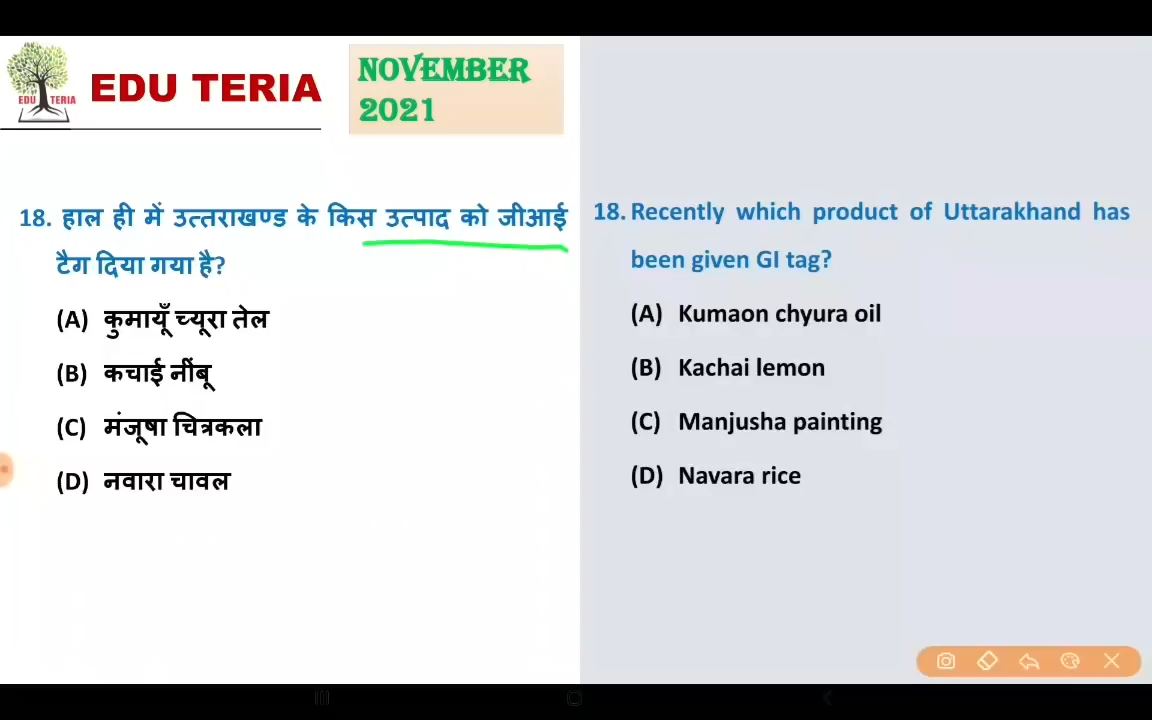 EDU TERIA
EDU TERIA
NOVEMBER
2021
18. हाल ही में उत्तराखण्ड के किस उत्पाद को जीआई
टैग दिया गया है?
(A) कुमायूँ च्यूरा तेल
(B) कचाई नींबू
(C) मंजूषा चित्रकला
(D) नवारा चावल
18. Recently which product of Uttarakhand has
been given GI tag?
(A) Kumaon chyura oil
(B) Kachai lemon
(C) Manjusha painting
(D) Navara rice